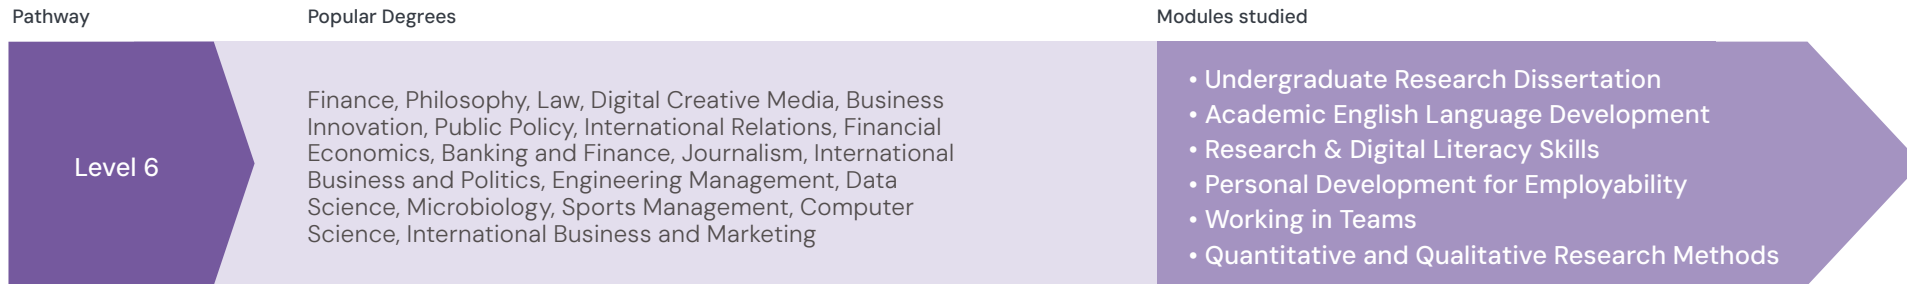 Pathway
Popular Degrees
Modules studied
Level 6
Finance, Philosophy, Law, Digital Creative Media, Business
Innovation, Public Policy, International Relations, Financial
Economics, Banking and Finance, Journalism, International
Business and Politics, Engineering Management, Data
Science, Microbiology, Sports Management, Computer
Science, International Business and Marketing
• Undergraduate Research Dissertation
• Academic English Language Development
• Research & Digital Literacy Skills
• Personal Development for Employability
• Working in Teams
• Quantitative and Qualitative Research Methods